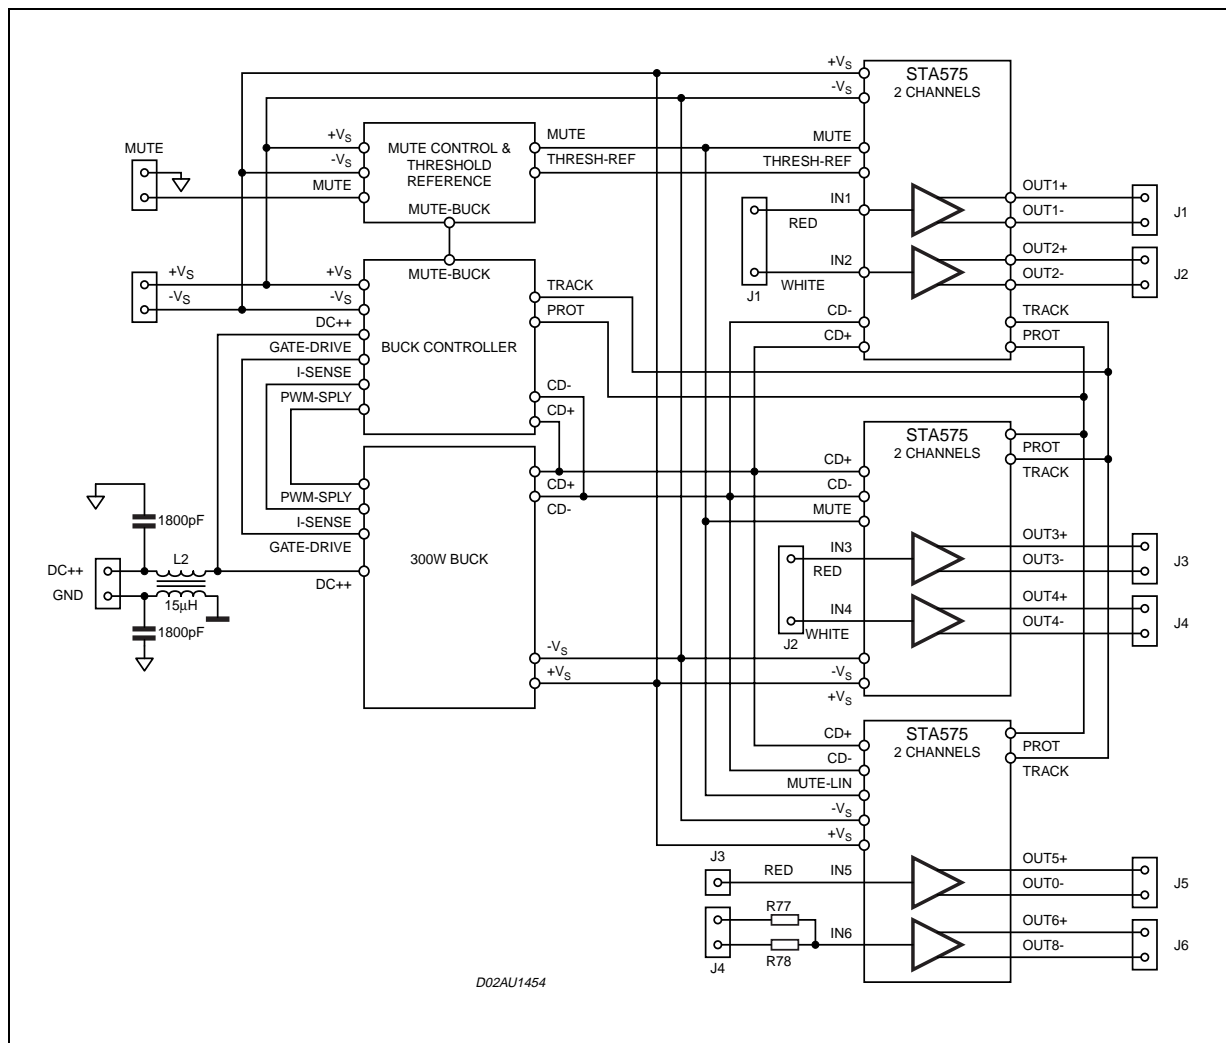 +VS
-VS
STA575
2 CHANNELS
MUTE
+VS
-VS
MUTE
MUTE CONTROL &
THRESHOLD
REFERENCE
MUTE-BUCK
MUTE
THRESH-REF
MUTE
THRESH-REF
IN1
RED
IN2
WHITE
J1
OUT1+
OUT1-
J1
OUT2+
OUT2-
J2
+VS
-VS
+VS
-VS
MUTE-BUCK
DC++
GATE-DRIVE
I-SENSE
PWM-SPLY
BUCK CONTROLLER
TRACK
PROT
CD-
CD+
CD-
CD+
TRACK
PROT
STA575
2 CHANNELS
PROT
TRACK
CD+
CD-
CD+
CD-
MUTE
PWM-SPLY
I-SENSE
GATE-DRIVE
DC++
300W BUCK
1800pF
L2
15µH
1800pF
DC++
GND
IN3
RED
IN4
WHITE
J2
OUT3+
OUT3-
J3
OUT4+
OUT4-
J4
-VS
+VS
-VS
+VS
STA575
2 CHANNELS
PROT
TRACK
CD+
CD-
MUTE-LIN
-VS
+VS
J3
RED
IN5
R77
R78
IN6
J4
OUT5+
OUT0-
J5
OUT6+
OUT8-
J6
D02AU1454